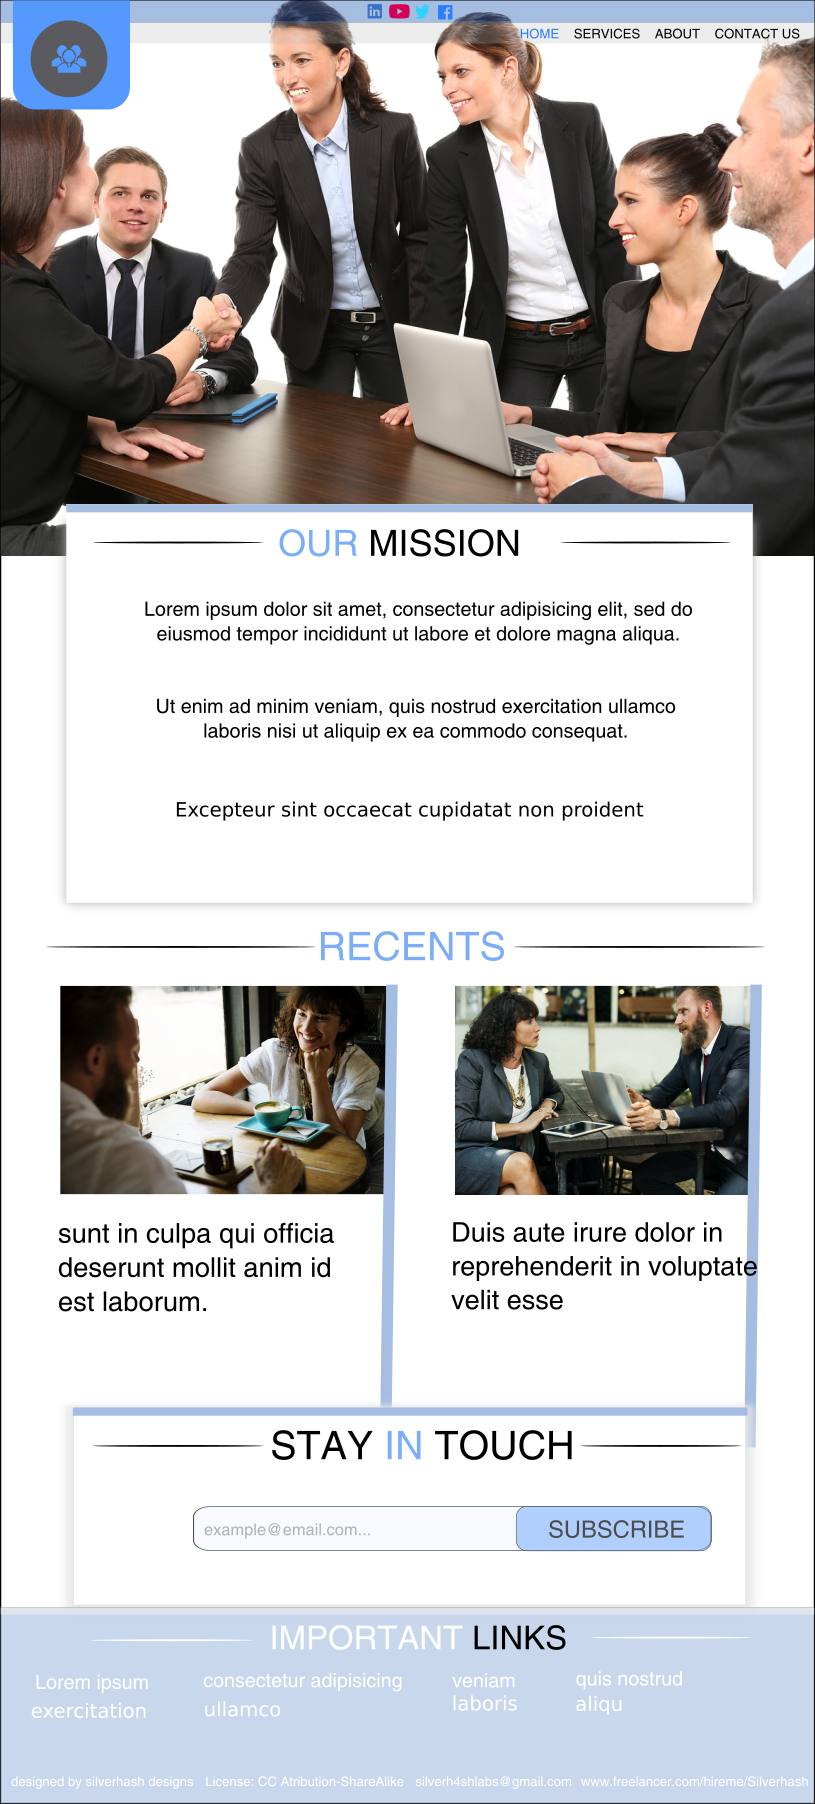 HOME SERVICES ABOUT CONTACT US
OUR MISSION
Lorem ipsum dolor sit amet, consectetur adipisicing elit, sed do
eiusmod tempor incididunt ut labore et dolore magna aliqua.
Ut enim ad minim veniam, quis nostrud exercitation ullamco
laboris nisi ut aliquip ex ea commodo consequat.
Excepteur sint occaecat cupidatat non proident
RECENTS
sunt in culpa qui officia
deserunt mollit anim id
est laborum.
Duis aute irure dolor in
reprehenderit in voluptate
velit esse
STAY IN TOUCH
example@email.com...
SUBSCRIBE
IMPORTANT LINKS
Lorem ipsum
exercitation
consectetur adipisicing
ullamco
veniam
laboris
quis nostrud
aliqu
designed by silverhash designs License: CC Atribution-ShareAlike silverh4shlabs@gmail.com www.freelancer.com/hireme/Silverhash